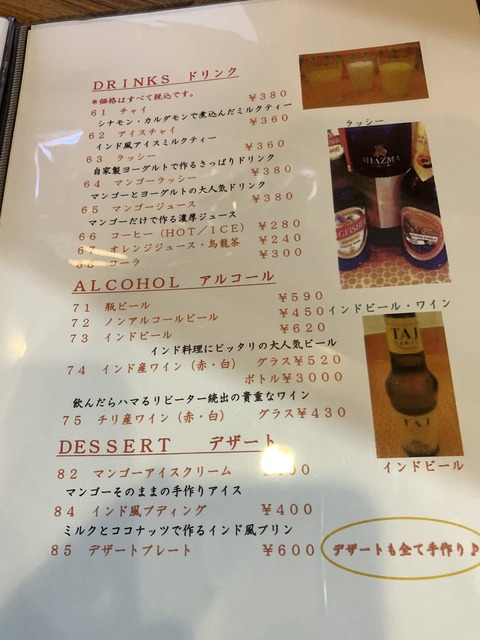 DRINKS ドリンク
*価格はすべて税込です。
61 チャイ ¥380
シナモン・カルダモンで煮込んだミルクティー
62 アイスチャイ ¥360
インド風アイスミルクティー
63 ラッシー ¥360
自家製ヨーグルトで作るさっぱりドリンク
64 マンゴーラッシー ¥380
マンゴーとヨーグルトの大人気ドリンク
65 マンゴージュース ¥380
マンゴーだけで作る濃厚ジュース
66 コーヒー(HOT/ICE) ¥280
67 オレンジジュース・烏龍茶 ¥240
68 コーラ ¥300
ラッシー
MIAZMA
ALCOHOL アルコール
71 瓶ビール ¥590
72 ノンアルコールビール ¥450
インドビール・ワイン
73 インドビール ¥620
インド料理にピッタリの大人気ビール
74 インド産ワイン(赤・白) グラス¥520
ボトル¥3000
飲んだらハマるリピーター続出の貴重なワイン
75 チリ産ワイン(赤・白) グラス¥430
TAJ
TAJ
インドビール
DESSERT デザート
82 マンゴーアイスクリーム
マンゴーそのままの手作りアイス
84 インド風プディング ¥400
ミルクとココナッツで作るインド風プリン
85 デザートプレート ¥600
デザートも全て手作り♪